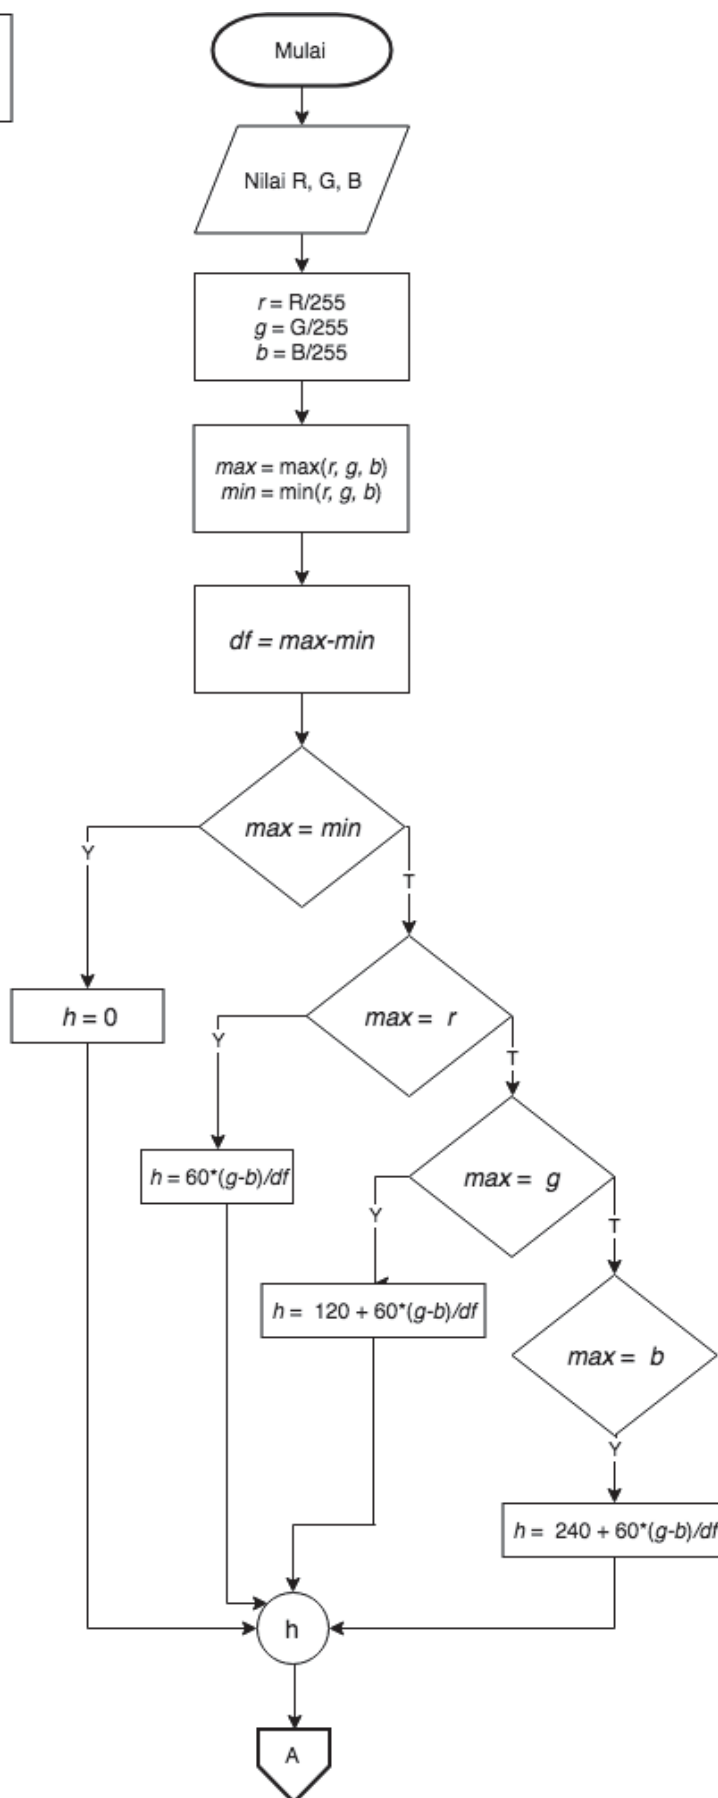 Mulai
Nilai R, G, B
r = R/255
g = G/255
b = B/255
max = max(r, g, b)
min = min(r, g, b)
df = max-min
max = min
Y
T
h = 0
max = r
Y
T
h = 60*(g-b)/df
max = g
Y
T
h = 120 + 60*(g-b)/df
max = b
Y
h = 240 + 60*(g-b)/df
h
A